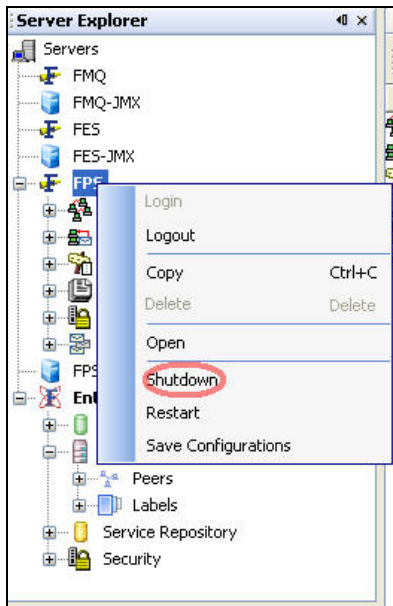 Server Explorer
Servers
FMQ
FMQ-JMX
FES
FES-JMX
FPS
Login
Logout
Copy Ctrl+C
Delete Delete
Open
FPS
Shutdown
Restart
Save Configurations
Peers
Labels
Service Repository
Security